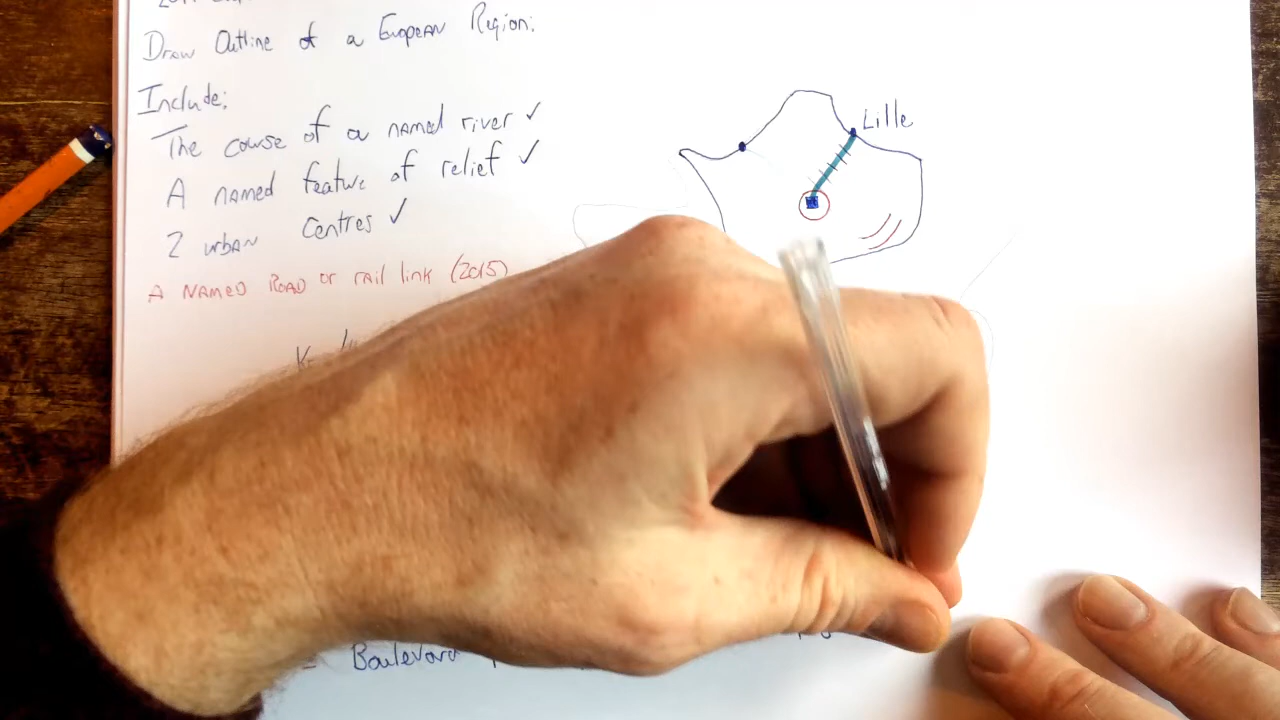 Draw Outline of a European Region:
Include:
The course of a named river ✓
A named feature of relief ✓
2 urban centres ✓
A NAMED ROAD or rail link (2015)
Lille
= Boulevard